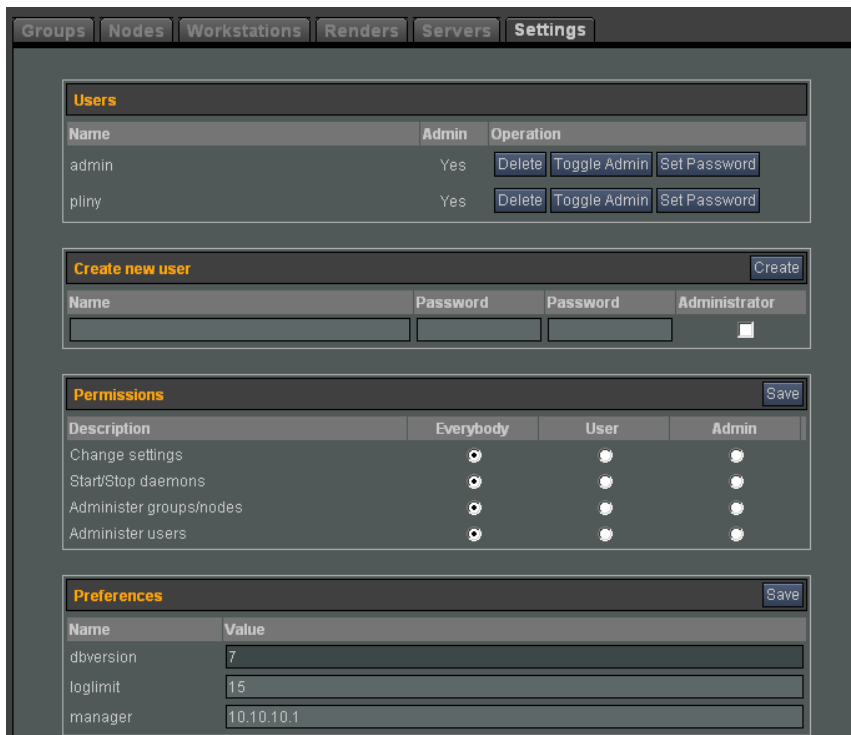 Groups Nodes Workstations Renders Servers Settings
Users
Name Admin Operation
admin Yes Delete Toggle Admin Set Password
pliny Yes Delete Toggle Admin Set Password
Create new user Create
Name Password Password Administrator
Permissions Save
Description Everybody User Admin
Change settings
Start/Stop daemons
Administer groups/nodes
Administer users
Preferences Save
Name Value
dbversion 7
loglimit 15
manager 10.10.10.1